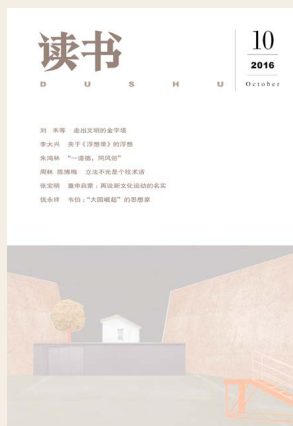 读书
DUSHU
10
2016
October
刘禾等 走出文明的金字塔
李大兴 关于《浮想录》的浮想
朱鸿林 “一道德，同风俗”
周林 陈博翰 立法不光是个技术活
张宝明 重申启蒙：再说新文化运动的名实
钱永祥 韦伯：“大国崛起”的思想家